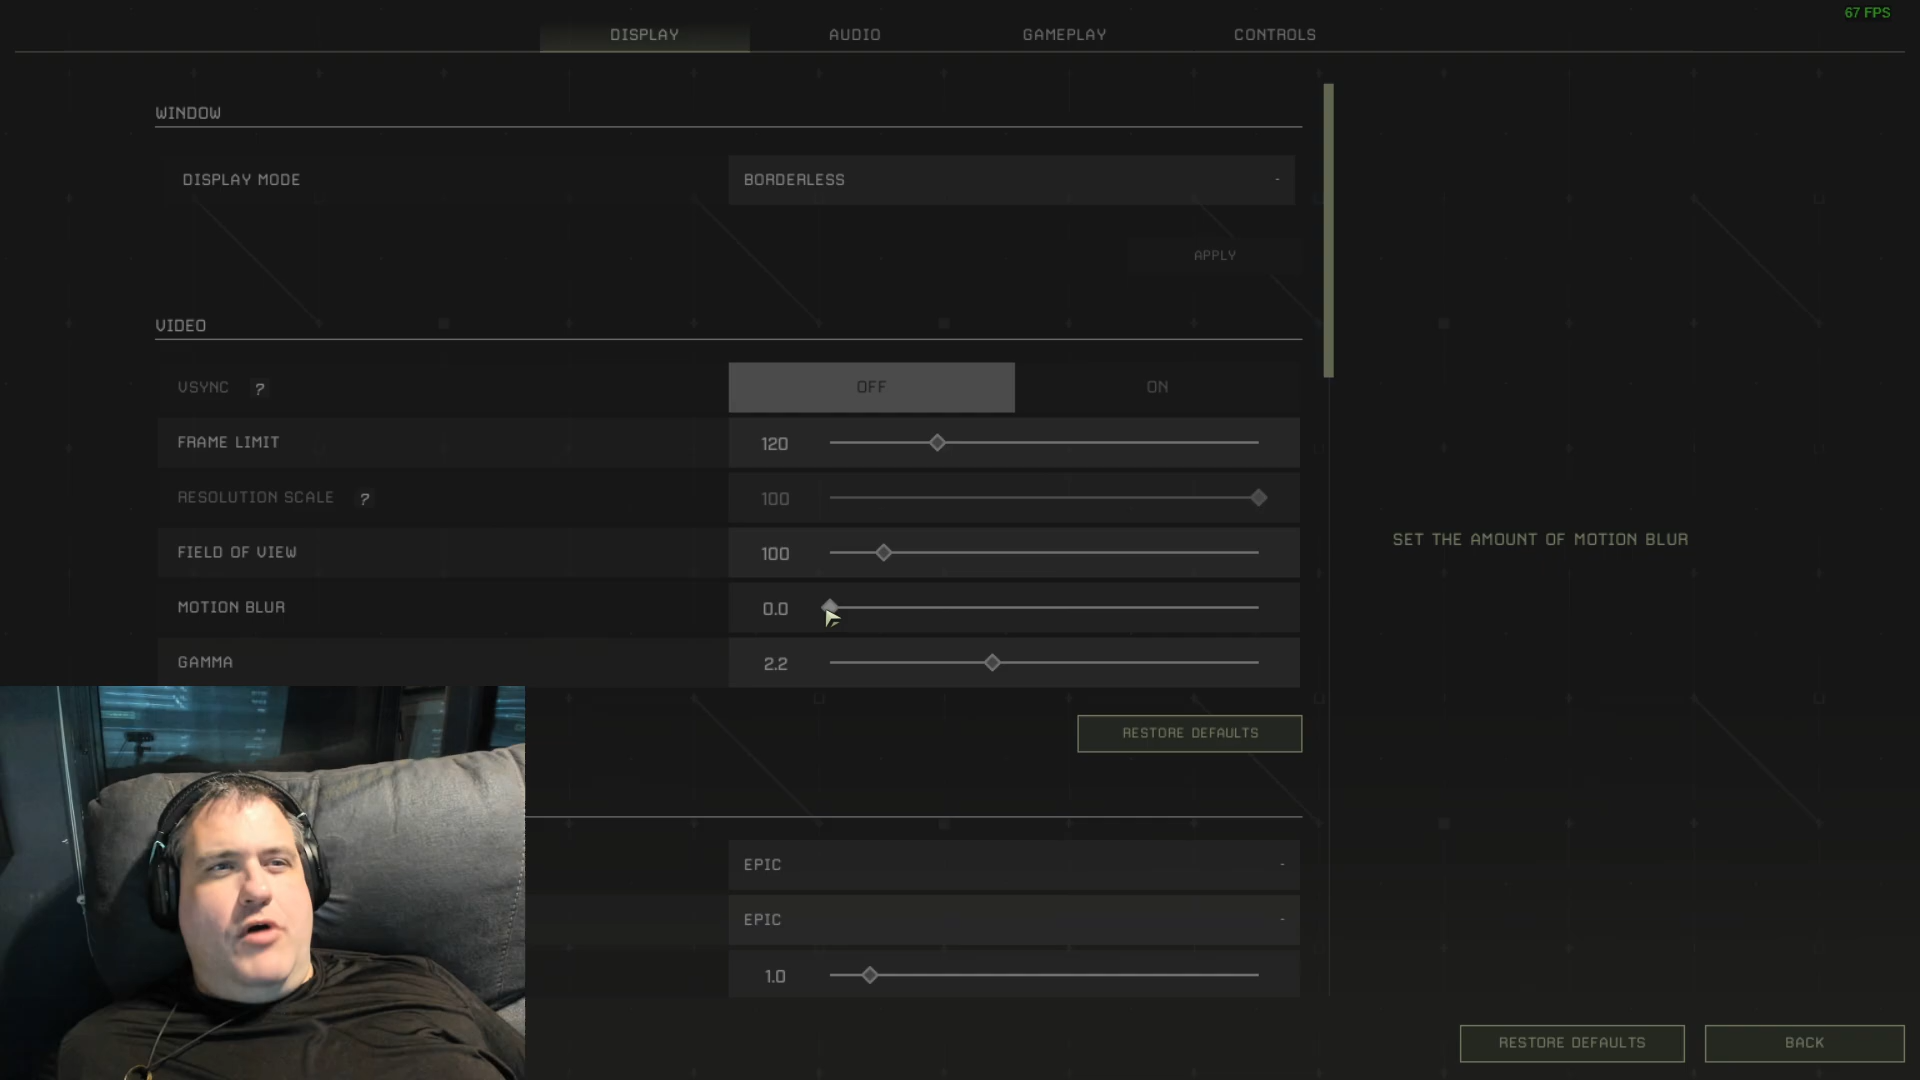 67 FPS
DISPLAY AUDIO GAMEPLAY CONTROLS
WINDOW
DISPLAY MODE BORDERLESS -
APPLY
VIDEO
VSYNC ? OFF ON
FRAME LIMIT 120
RESOLUTION SCALE ? 100
FIELD OF VIEW 100
SET THE AMOUNT OF MOTION BLUR
MOTION BLUR 0.0
GAMMA 2.2
RESTORE DEFAULTS
EPIC -
EPIC -
1.0
RESTORE DEFAULTS BACK